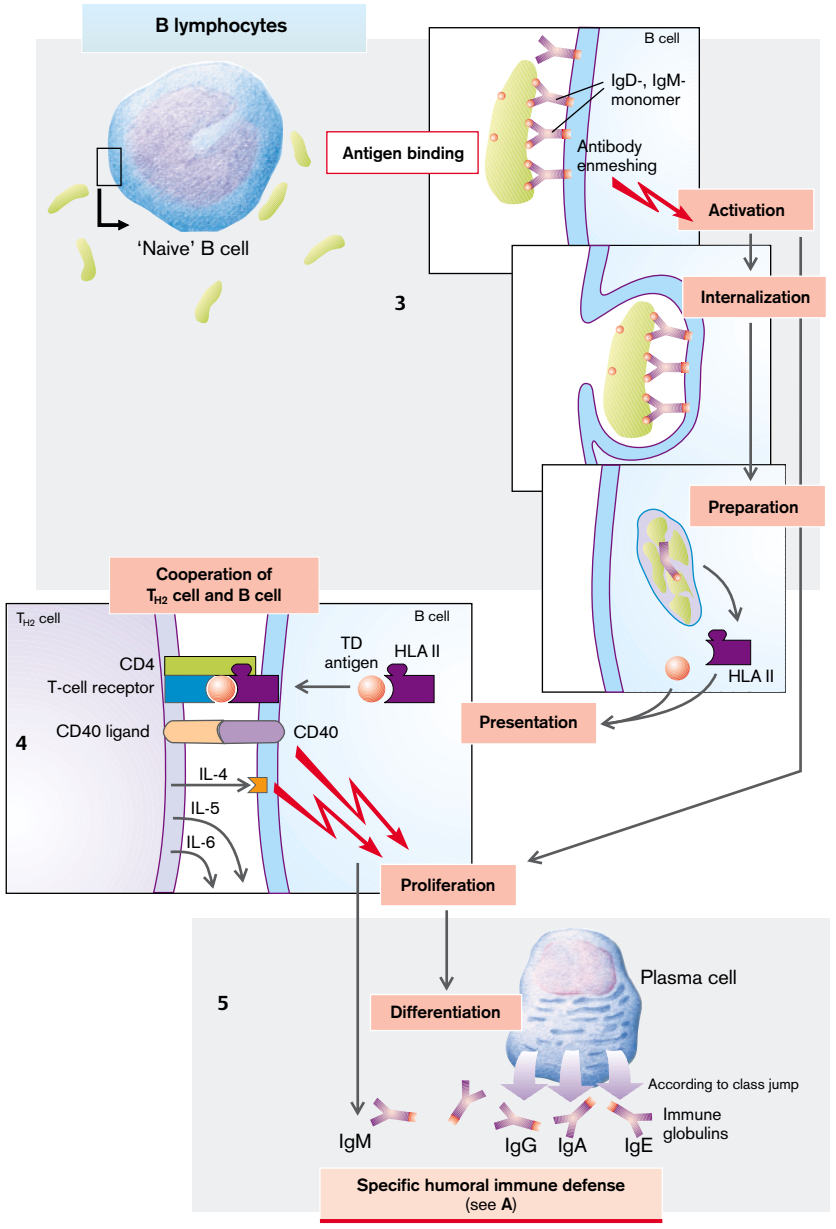 B lymphocytes
B cell
IgD-, IgM-
monomer
Antigen binding
Antibody
enmeshing
Activation
'Naive' B cell
Internalization
3
Preparation
Cooperation of
TH2 cell and B cell
TH2 cell
B cell
CD4
T-cell receptor
TD
antigen
HLA II
HLA II
Presentation
4
CD40 ligand
CD40
IL-4
IL-5
IL-6
Proliferation
5
Plasma cell
Differentiation
According to class jump
Immune
globulins
IgM
IgG
IgA
IgE
Specific humoral immune defense
(see A)